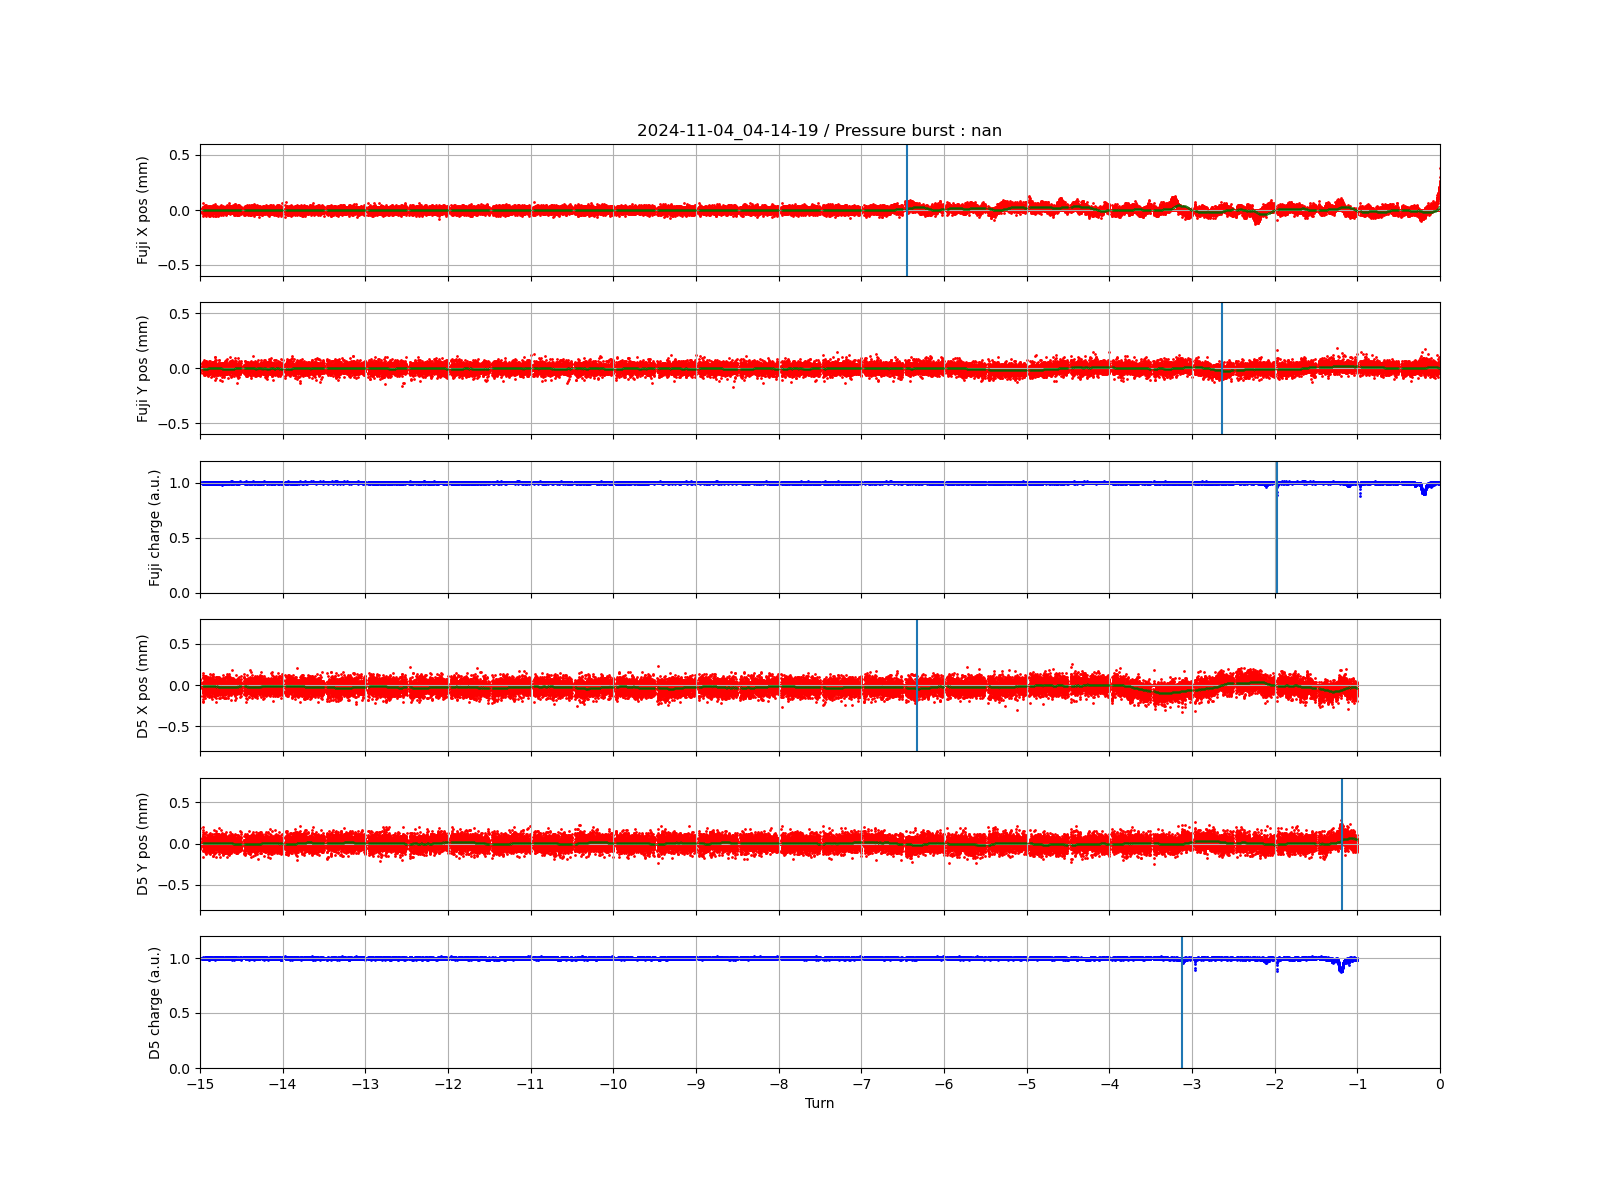 2024-11-04_04-14-19 / Pressure burst : nan
Fuji X pos (mm)
0.5
0.0
−0.5
Fuji Y pos (mm)
0.5
0.0
−0.5
Fuji charge (a.u.)
1.0
0.5
0.0
D5 X pos (mm)
0.5
0.0
−0.5
D5 Y pos (mm)
0.5
0.0
−0.5
D5 charge (a.u.)
1.0
0.5
0.0
−15 −14 −13 −12 −11 −10 −9 −8 −7 −6 −5 −4 −3 −2 −1 0
Turn